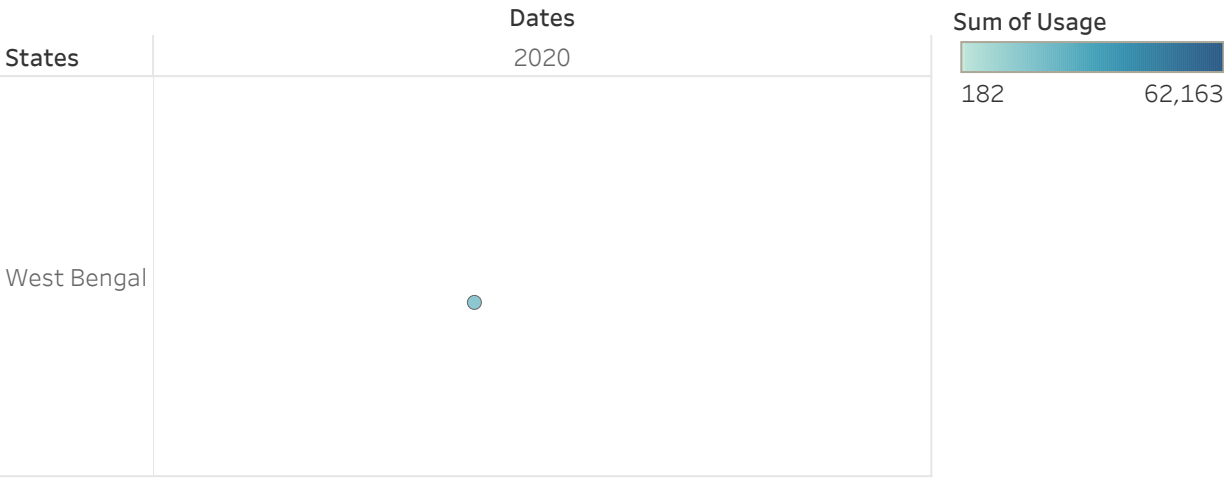 Dates
Sum of Usage
States
2020
182
62,163
West Bengal